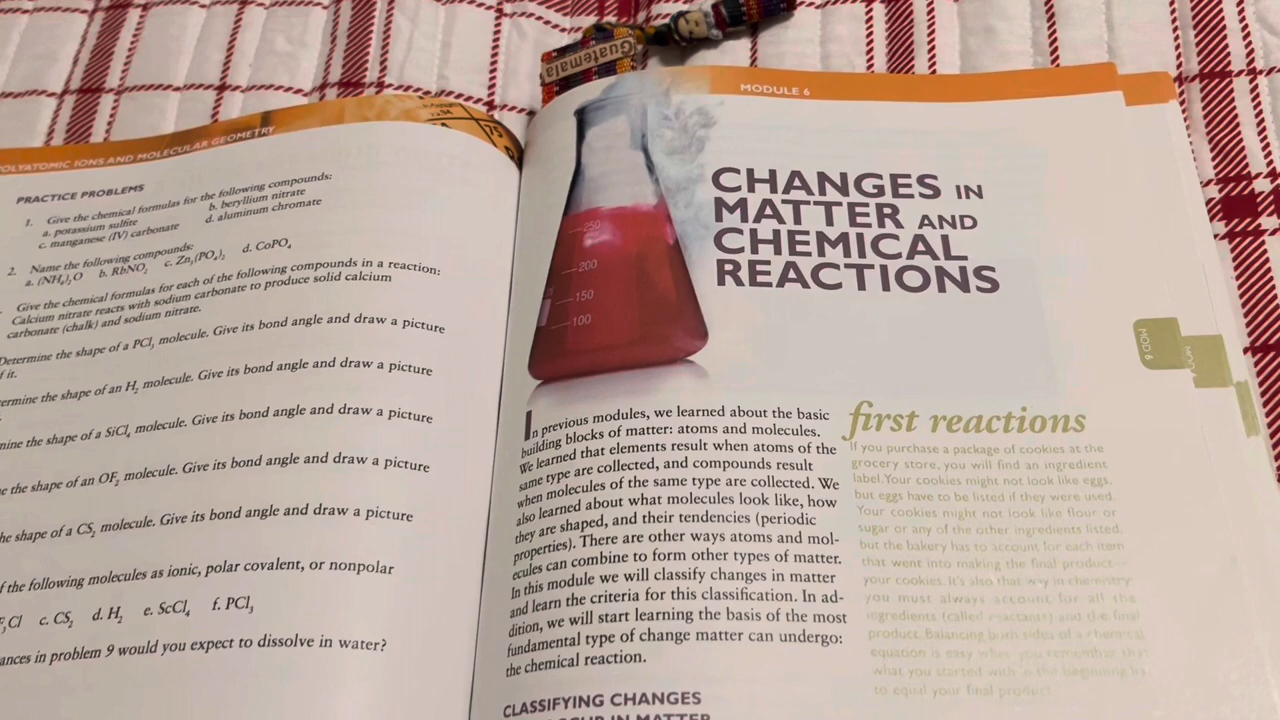 Guatemala
POLYATOMIC IONS AND MOLECULAR GEOMETRY
75
PRACTICE PROBLEMS
1. Give the chemical formulas for the following compounds:
a. potassium sulfite b. beryllium nitrate
c. manganese (IV) carbonate d. aluminum chromate
2. Name the following compounds:
a. (NH₄)₂O b. RbNO₂ c. Zn₃(PO₄)₂ d. CoPO₄
Give the chemical formulas for each of the following compounds in a reaction:
Calcium nitrate reacts with sodium carbonate to produce solid calcium
carbonate (chalk) and sodium nitrate.
Determine the shape of a PCl₃ molecule. Give its bond angle and draw a picture
f it.
ermine the shape of an H₂ molecule. Give its bond angle and draw a picture
mine the shape of a SiCl₄ molecule. Give its bond angle and draw a picture
e the shape of an OF₂ molecule. Give its bond angle and draw a picture
he shape of a CS₂ molecule. Give its bond angle and draw a picture
f the following molecules as ionic, polar covalent, or nonpolar
F₃Cl c. CS₂ d. H₂ e. ScCl₄ f. PCl₃
ances in problem 9 would you expect to dissolve in water?
MODULE 6
250
200
150
100
CHANGES IN
MATTER AND
CHEMICAL
REACTIONS
In previous modules, we learned about the basic
building blocks of matter: atoms and molecules.
We learned that elements result when atoms of the
same type are collected, and compounds result
when molecules of the same type are collected. We
also learned about what molecules look like, how
they are shaped, and their tendencies (periodic
properties). There are other ways atoms and mol-
ecules can combine to form other types of matter.
In this module we will classify changes in matter
and learn the criteria for this classification. In ad-
dition, we will start learning the basis of the most
fundamental type of change matter can undergo:
the chemical reaction.
CLASSIFYING CHANGES
OCCUR IN MATTER
first reactions
If you purchase a package of cookies at the
grocery store, you will find an ingredient
label. Your cookies might not look like eggs,
but eggs have to be listed if they were used.
Your cookies might not look like flour or
sugar or any of the other ingredients listed,
but the bakery has to account for each item
that went into making the final product—
your cookies. It's also that way in chemistry
you must always account for all the
ingredients (called reactants) and the final
product. Balancing both sides of a chemical
equation is easy when you remember that
what you started with in the beginning has
to equal your final product.
MOD 6